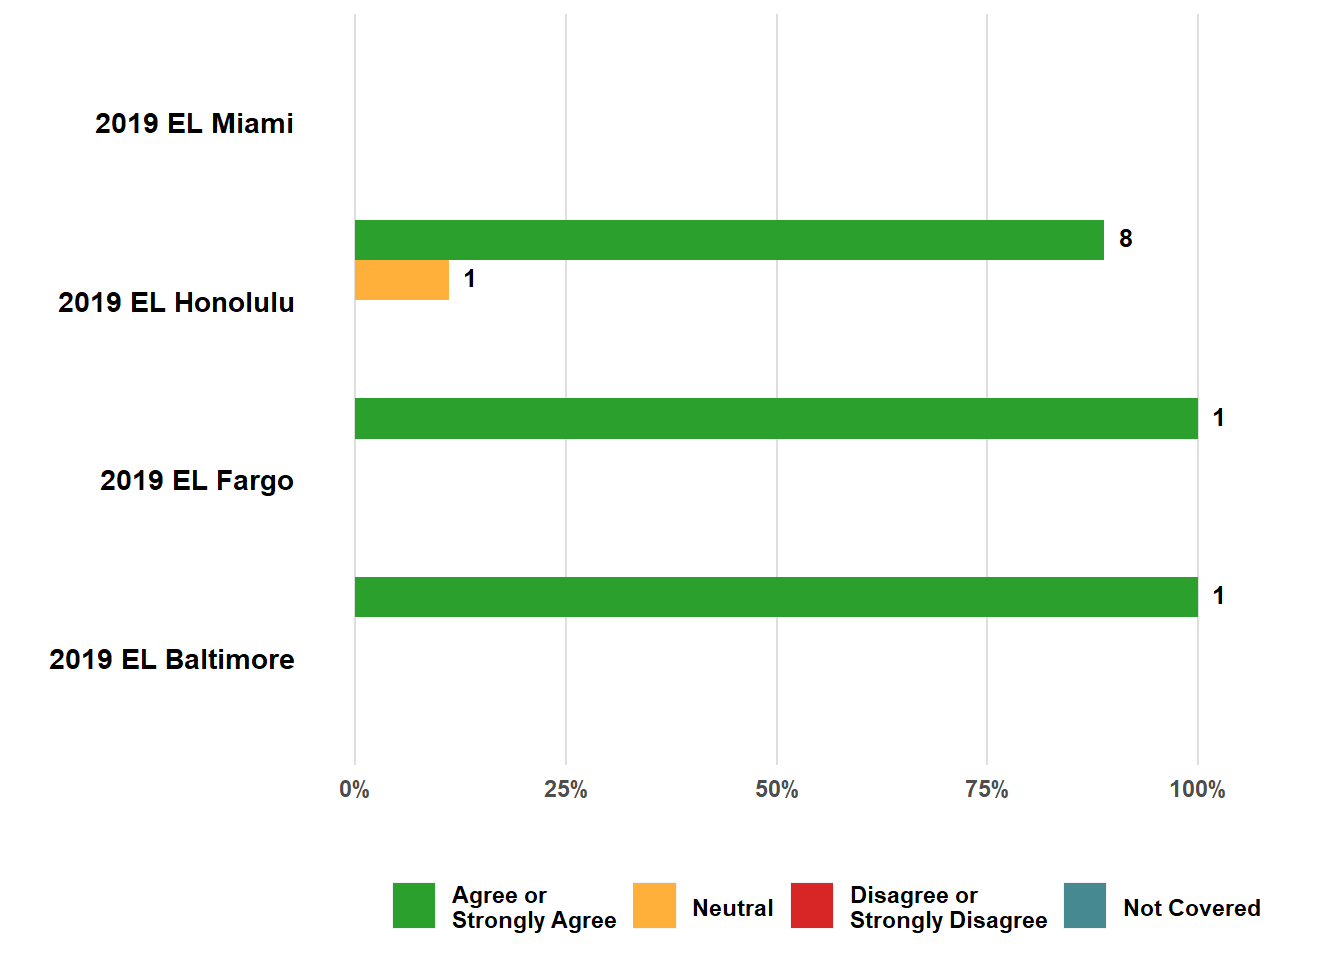 2019 EL Miami
8
1
2019 EL Honolulu
1
2019 EL Fargo
1
2019 EL Baltimore
0% 25% 50% 75% 100%
Agree or
Strongly Agree
Neutral
Disagree or
Strongly Disagree
Not Covered